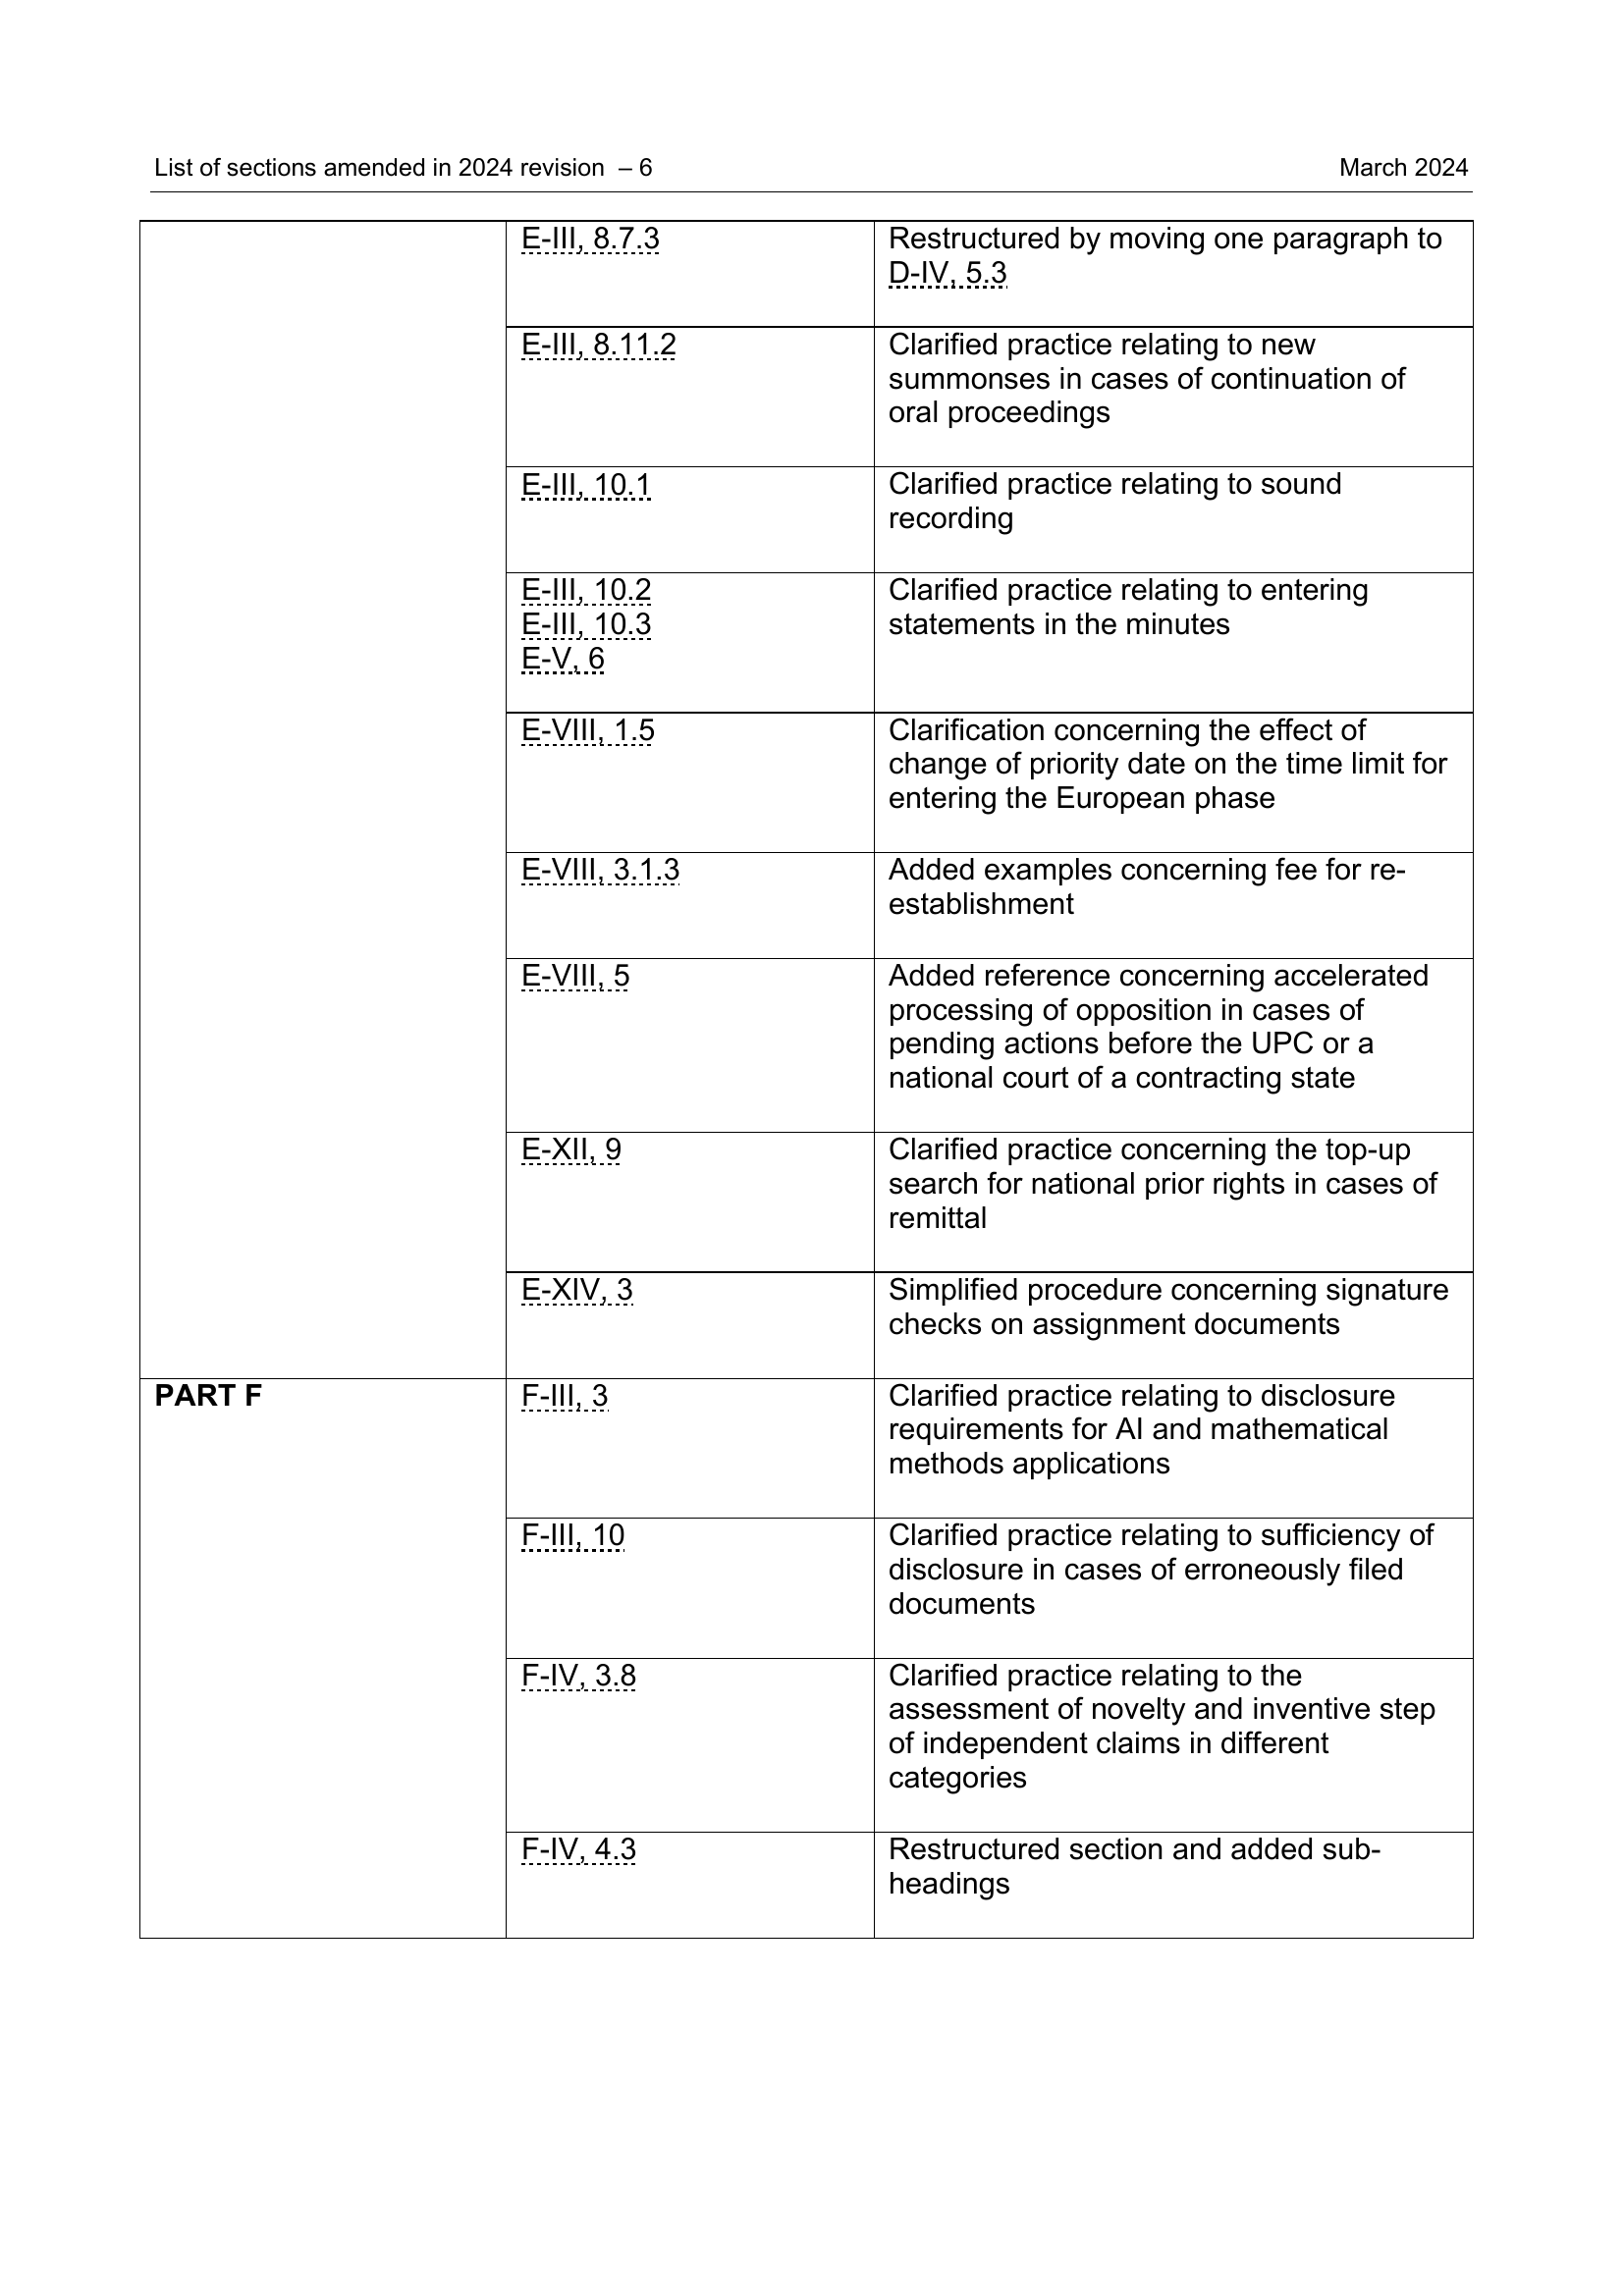 List of sections amended in 2024 revision – 6
March 2024
E-III, 8.7.3
Restructured by moving one paragraph to
D-IV, 5.3
E-III, 8.11.2
Clarified practice relating to new
summonses in cases of continuation of
oral proceedings
E-III, 10.1
Clarified practice relating to sound
recording
E-III, 10.2
E-III, 10.3
E-V, 6
Clarified practice relating to entering
statements in the minutes
E-VIII, 1.5
Clarification concerning the effect of
change of priority date on the time limit for
entering the European phase
E-VIII, 3.1.3
Added examples concerning fee for re-
establishment
E-VIII, 5
Added reference concerning accelerated
processing of opposition in cases of
pending actions before the UPC or a
national court of a contracting state
E-XII, 9
Clarified practice concerning the top-up
search for national prior rights in cases of
remittal
E-XIV, 3
Simplified procedure concerning signature
checks on assignment documents
PART F
F-III, 3
Clarified practice relating to disclosure
requirements for AI and mathematical
methods applications
F-III, 10
Clarified practice relating to sufficiency of
disclosure in cases of erroneously filed
documents
F-IV, 3.8
Clarified practice relating to the
assessment of novelty and inventive step
of independent claims in different
categories
F-IV, 4.3
Restructured section and added sub-
headings